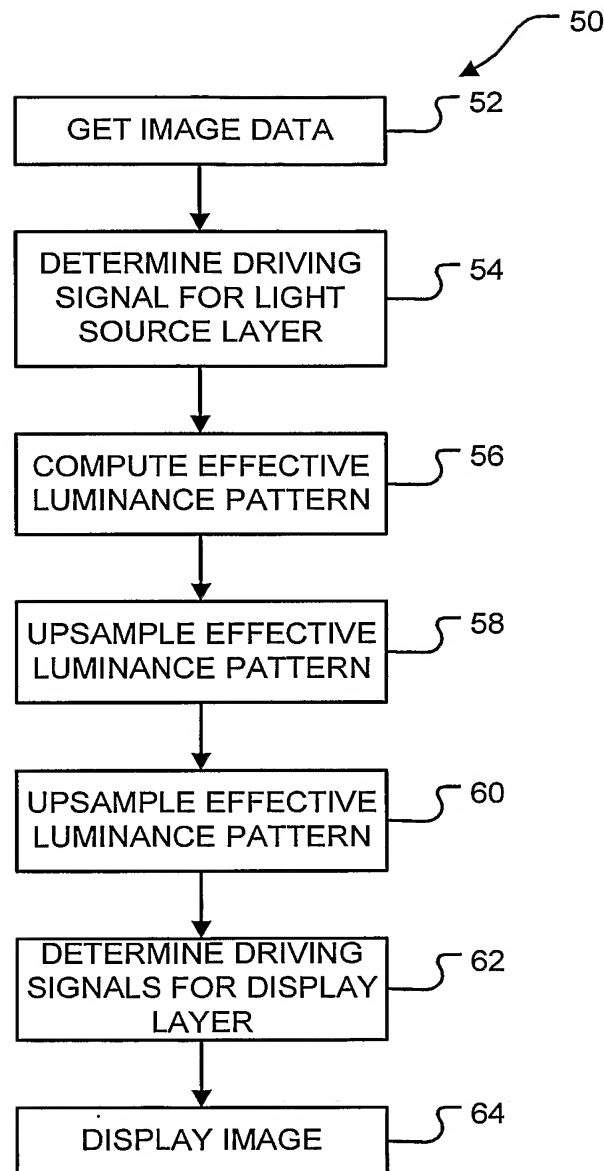 50
GET IMAGE DATA
52
DETERMINE DRIVING
SIGNAL FOR LIGHT
SOURCE LAYER
54
COMPUTE EFFECTIVE
LUMINANCE PATTERN
56
UPSAMPLE EFFECTIVE
LUMINANCE PATTERN
58
UPSAMPLE EFFECTIVE
LUMINANCE PATTERN
60
DETERMINE DRIVING
SIGNALS FOR DISPLAY
LAYER
62
DISPLAY IMAGE
64